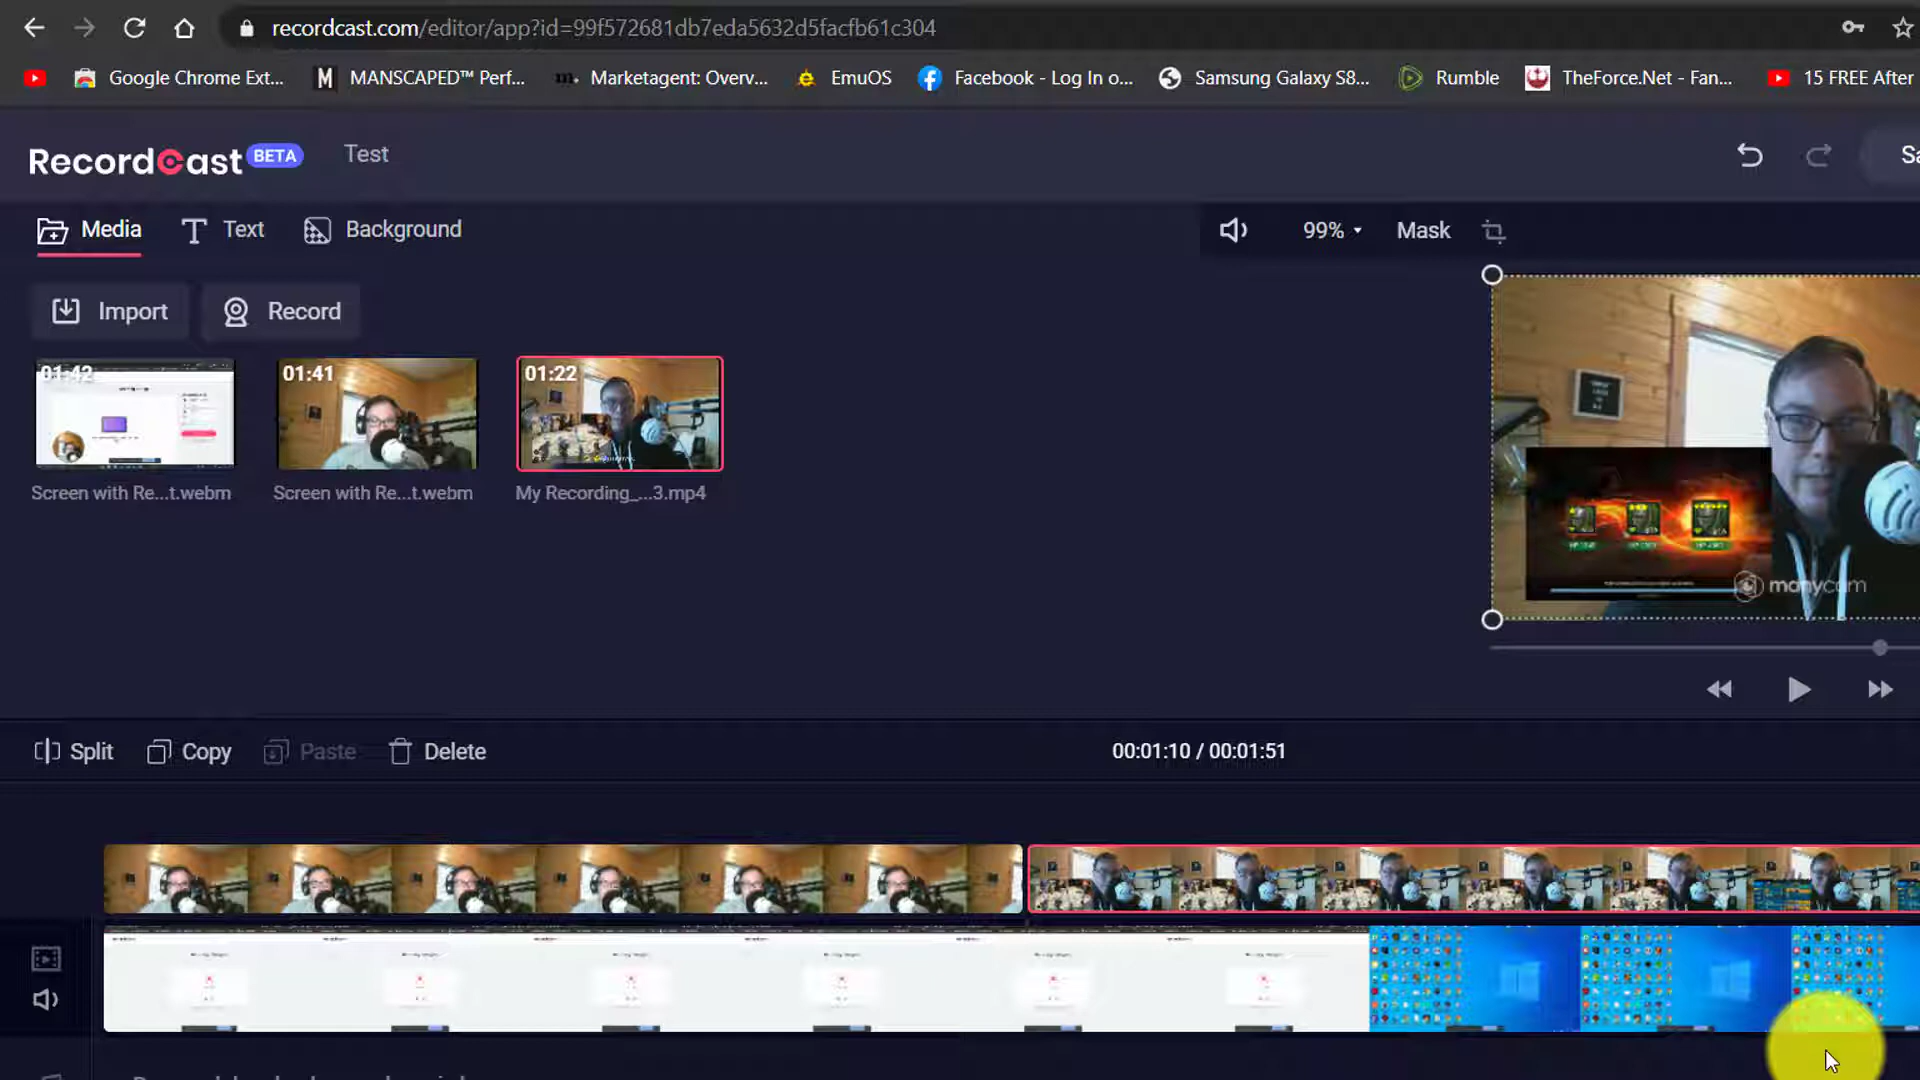 recordcast.com/editor/app?id=99f572681db7eda5632d5facfb61c304
Google Chrome Ext...
M MANSCAPED™ Perf...
m. Marketagent: Overv...
EmuOS
Facebook - Log In o...
Samsung Galaxy S8...
Rumble
TheForce.Net - Fan...
15 FREE After
RecordCast BETA
Test
Media
Text
Background
99%
Mask
Import
Record
01:42
01:41
01:22
Screen with Re...t.webm
Screen with Re...t.webm
My Recording_...3.mp4
manycam
Split
Copy
Paste
Delete
00:01:10 / 00:01:51